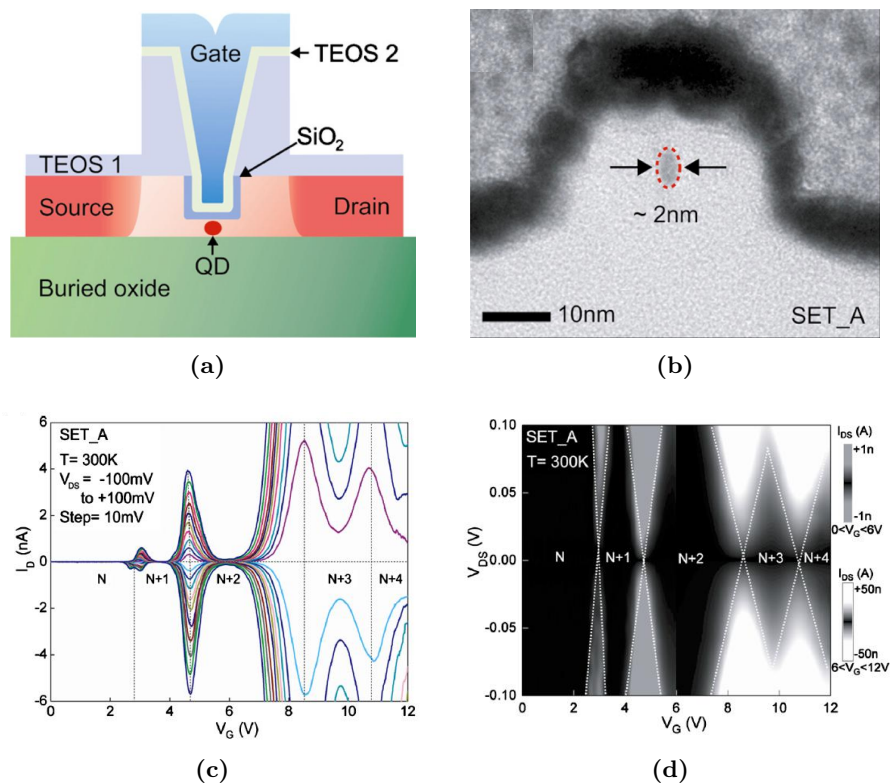 Gate
TEOS 2
SiO₂
TEOS 1
Source
Drain
QD
Buried oxide
(a)
~ 2nm
10nm
SET_A
(b)
SET_A
T= 300K
V_DS = -100mV
to +100mV
Step= 10mV
I_D (nA)
6
4
2
0
-2
-4
-6
N
N+1
N+2
N+3
N+4
0 2 4 6 8 10 12
V_G (V)
(c)
SET_A
T= 300K
V_DS (V)
0.10
0.05
0.00
-0.05
-0.10
N
N+1
N+2
N+3
N+4
0 2 4 6 8 10 12
V_G (V)
I_DS (A)
+1n
-1n
0<V_G<6V
I_DS (A)
+50n
-50n
6<V_G<12V
(d)